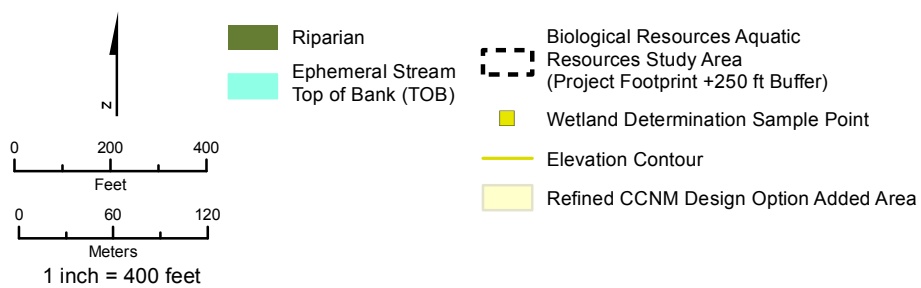 N
0 200 400
Feet
0 60 120
Meters
1 inch = 400 feet
Riparian
Ephemeral Stream
Top of Bank (TOB)
Biological Resources Aquatic
Resources Study Area
(Project Footprint +250 ft Buffer)
Wetland Determination Sample Point
Elevation Contour
Refined CCNM Design Option Added Area